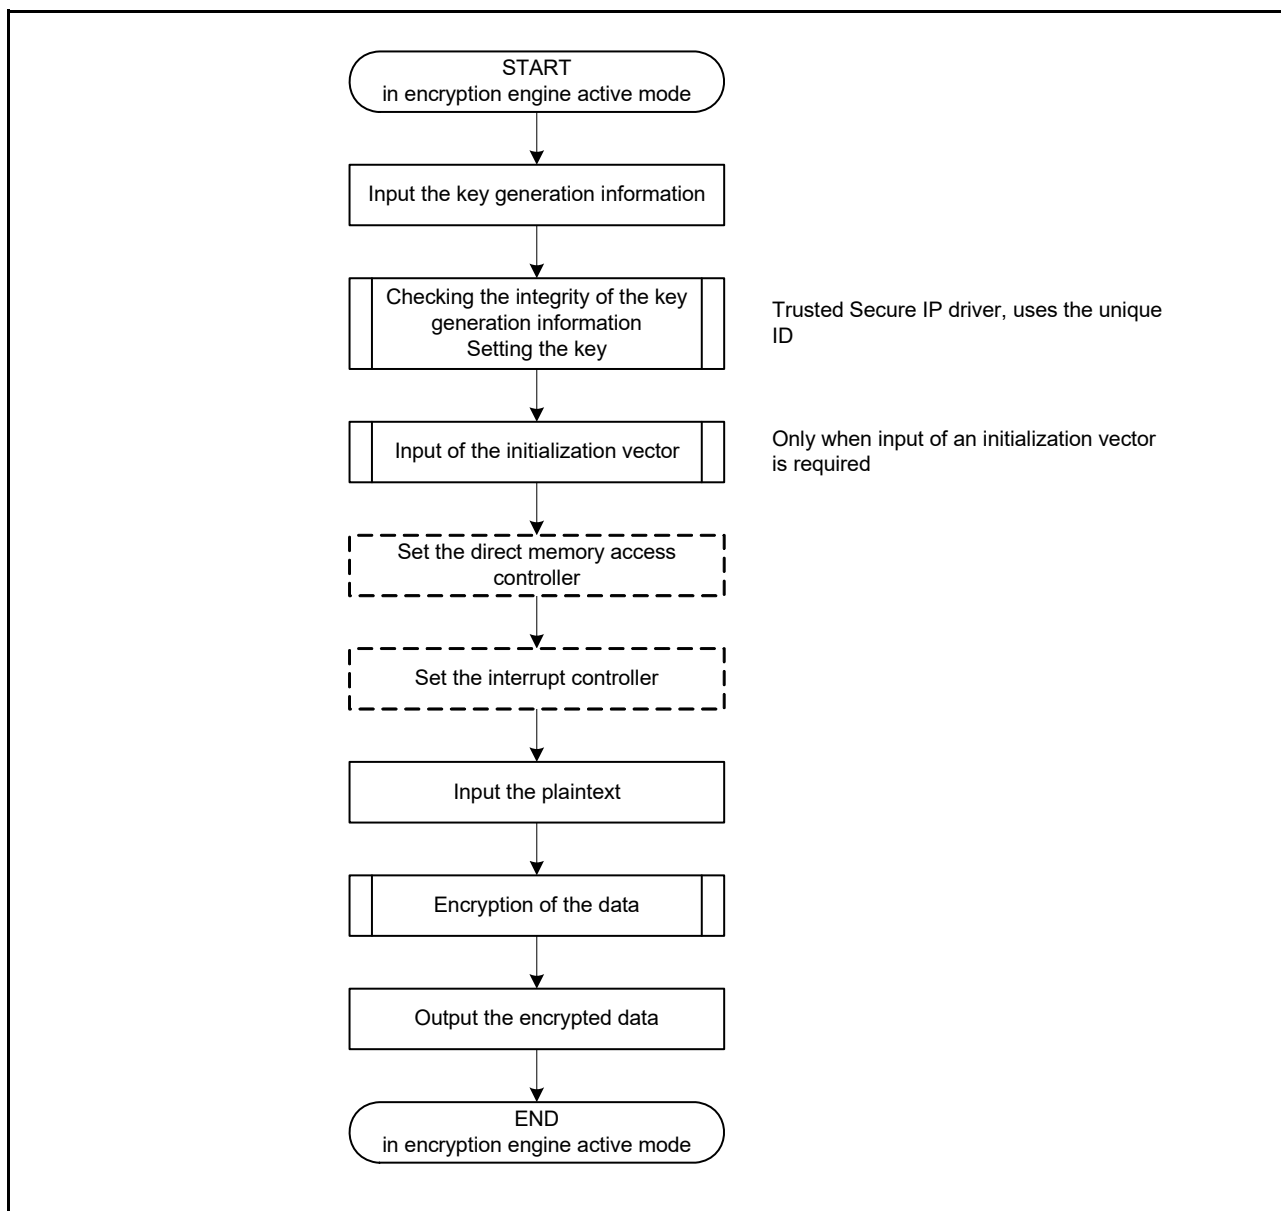 START
in encryption engine active mode
Input the key generation information
Checking the integrity of the key
generation information
Setting the key
Trusted Secure IP driver, uses the unique
ID
Input of the initialization vector
Only when input of an initialization vector
is required
Set the direct memory access
controller
Set the interrupt controller
Input the plaintext
Encryption of the data
Output the encrypted data
END
in encryption engine active mode